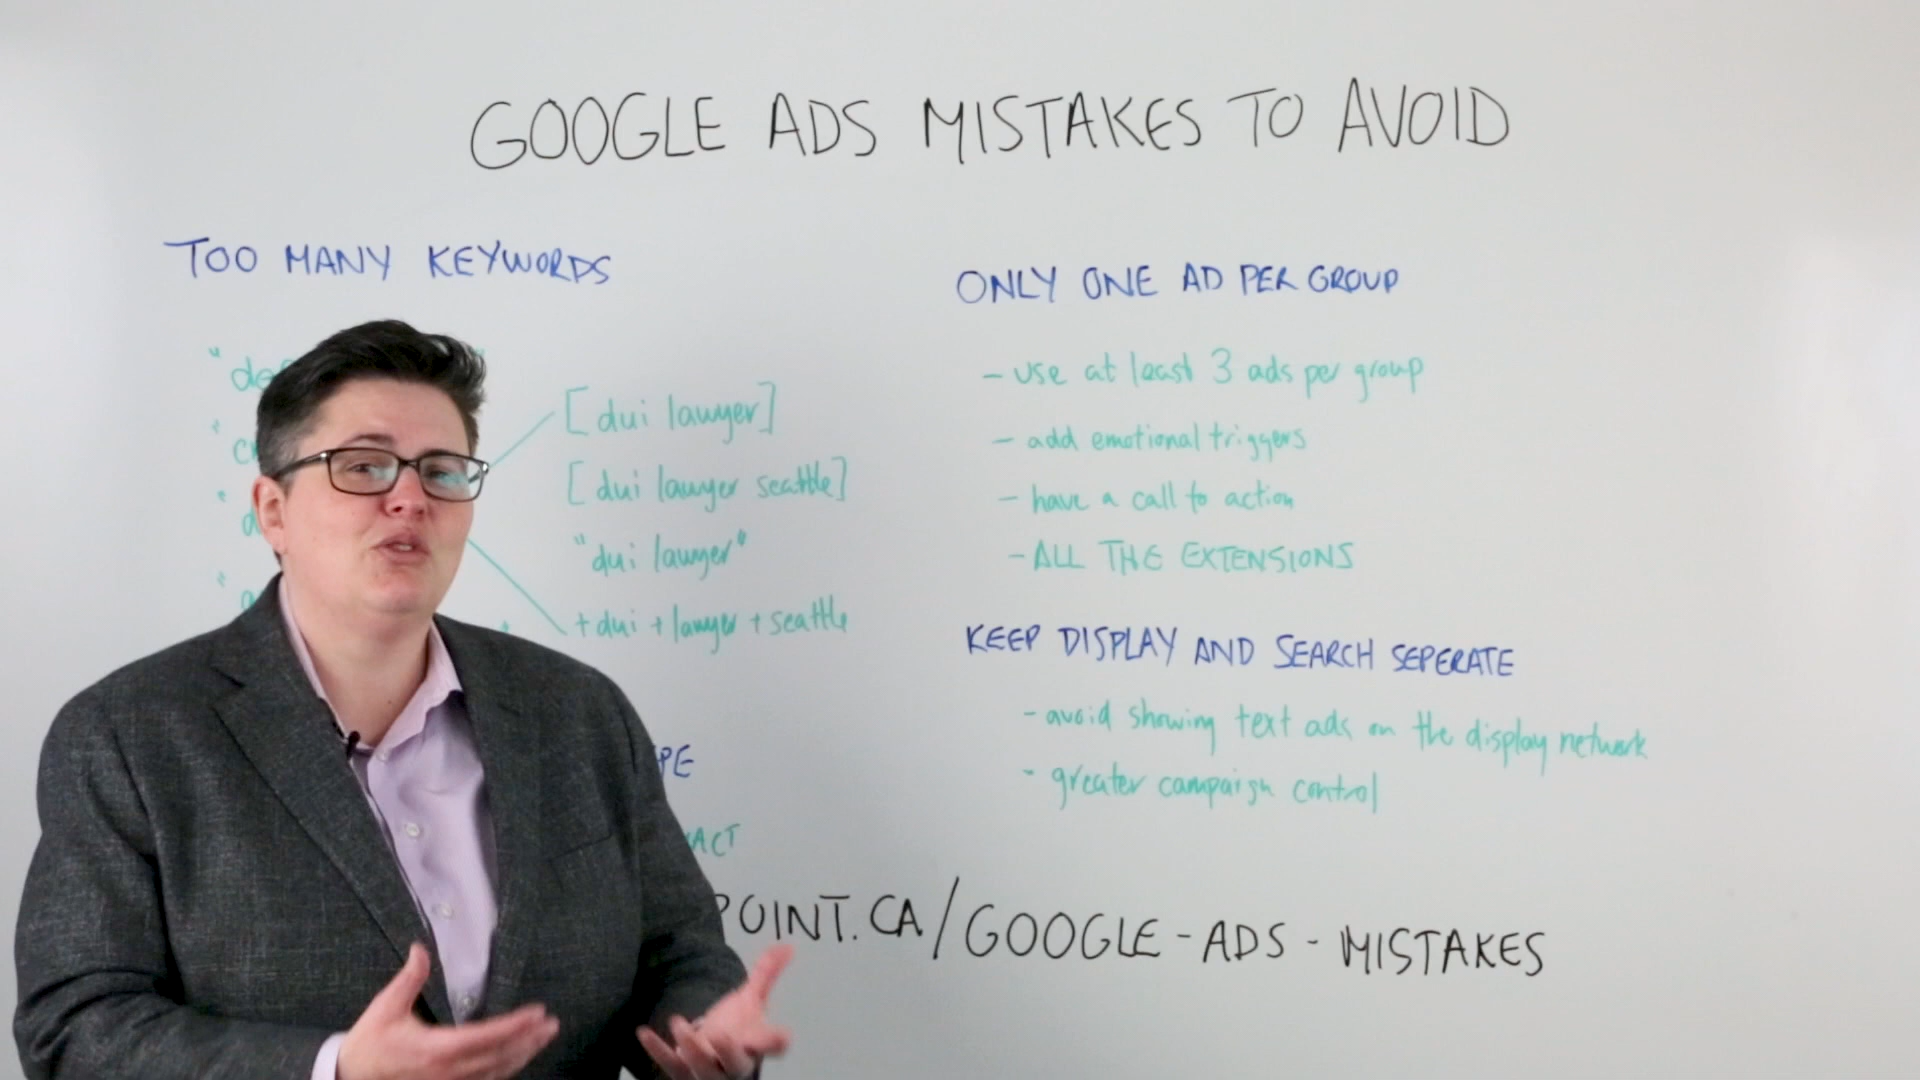 GOOGLE ADS MISTAKES TO AVOID
TOO MANY KEYWORDS
[dui lawyer]
[dui lawyer seattle]
"dui lawyer"
+dui +lawyer +seattle
ONLY ONE AD PER GROUP
- use at least 3 ads per group
- add emotional triggers
- have a call to action
- ALL THE EXTENSIONS
KEEP DISPLAY AND SEARCH SEPERATE
- avoid showing text ads on the display network
- greater campaign control
POINT.CA/GOOGLE-ADS-MISTAKES